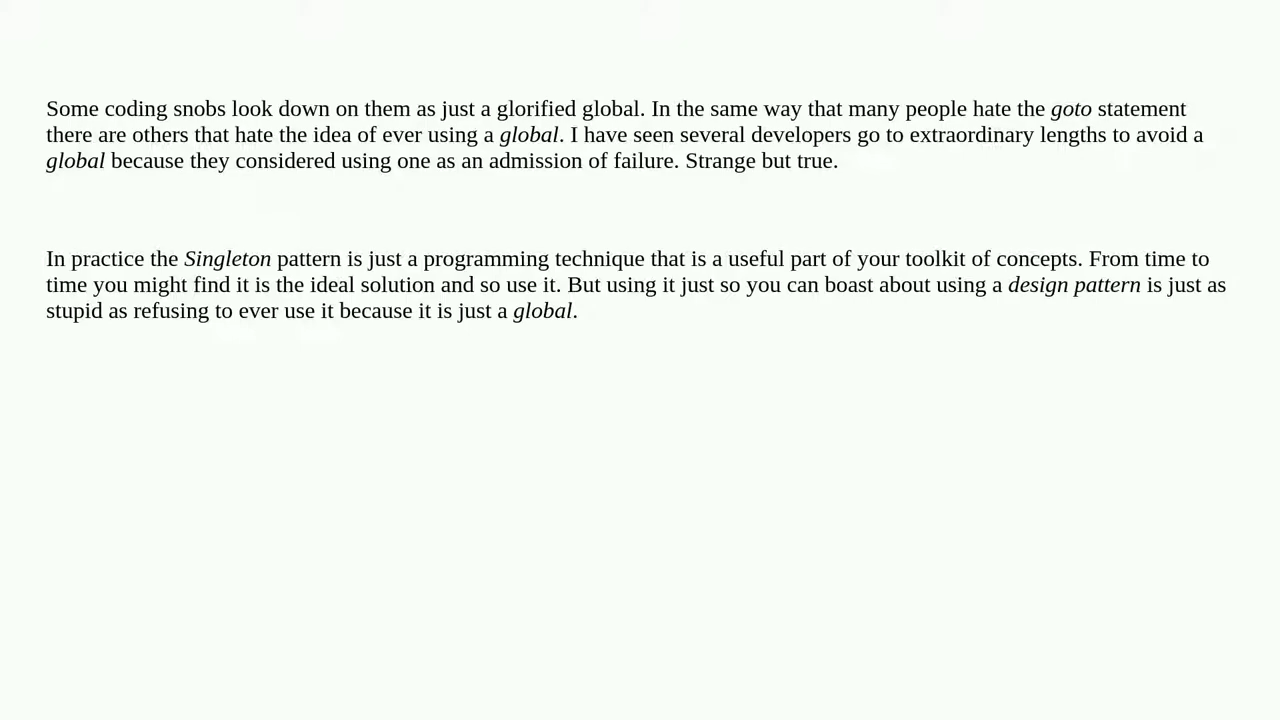 Some coding snobs look down on them as just a glorified global. In the same way that many people hate the goto statement
there are others that hate the idea of ever using a global. I have seen several developers go to extraordinary lengths to avoid a
global because they considered using one as an admission of failure. Strange but true.
In practice the Singleton pattern is just a programming technique that is a useful part of your toolkit of concepts. From time to
time you might find it is the ideal solution and so use it. But using it just so you can boast about using a design pattern is just as
stupid as refusing to ever use it because it is just a global.